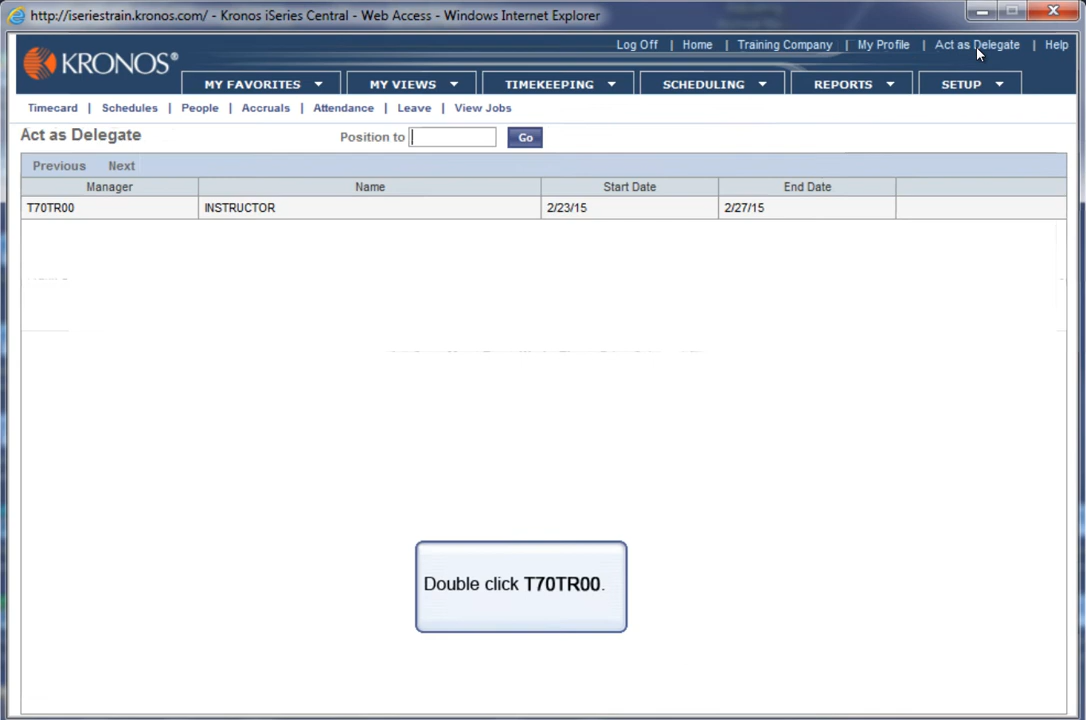 http://iseriestrain.kronos.com/ - Kronos iSeries Central - Web Access - Windows Internet Explorer
Log Off | Home | Training Company | My Profile | Act as Delegate | Help
KRONOS®
MY FAVORITES MY VIEWS TIMEKEEPING SCHEDULING REPORTS SETUP
Timecard | Schedules | People | Accruals | Attendance | Leave | View Jobs
Act as Delegate Position to Go
Previous Next
Manager Name Start Date End Date
T70TR00 INSTRUCTOR 2/23/15 2/27/15
Double click T70TR00.